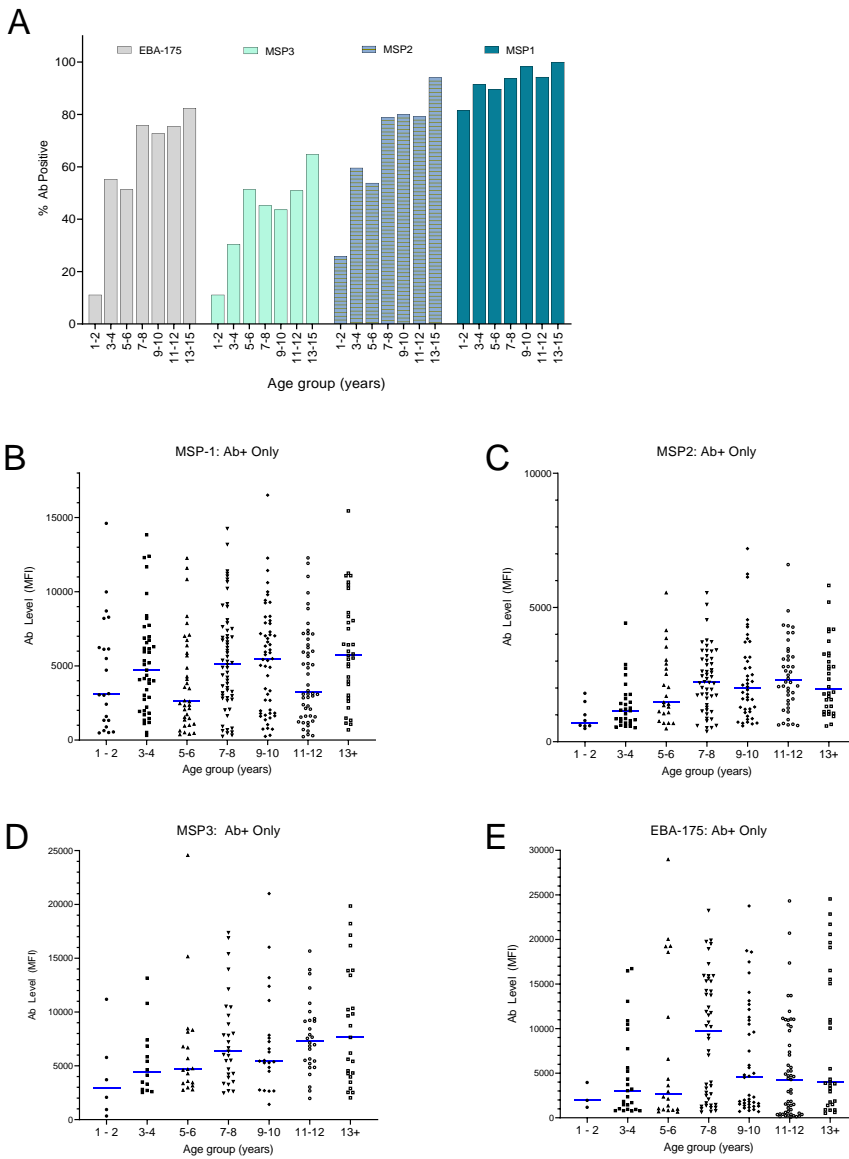 A
EBA-175 MSP3 MSP2 MSP1
100
80
60
40
20
0
% Ab Positive
1-2 3-4 5-6 7-8 9-10 11-12 13-15 1-2 3-4 5-6 7-8 9-10 11-12 13-15 1-2 3-4 5-6 7-8 9-10 11-12 13-15 1-2 3-4 5-6 7-8 9-10 11-12 13-15
Age group (years)
B
MSP-1: Ab+ Only
15000
10000
5000
0
Ab Level (MFI)
1 - 2 3-4 5-6 7-8 9-10 11-12 13+
Age group (years)
C
MSP2: Ab+ Only
10000
5000
0
Ab Level (MFI)
1 - 2 3-4 5-6 7-8 9-10 11-12 13+
Age group (years)
D
MSP3: Ab+ Only
25000
20000
15000
10000
5000
0
Ab Level (MFI)
1 - 2 3-4 5-6 7-8 9-10 11-12 13+
Age group (years)
E
EBA-175: Ab+ Only
30000
25000
20000
15000
10000
5000
0
Ab Level (MFI)
1 - 2 3-4 5-6 7-8 9-10 11-12 13+
Age group (years)